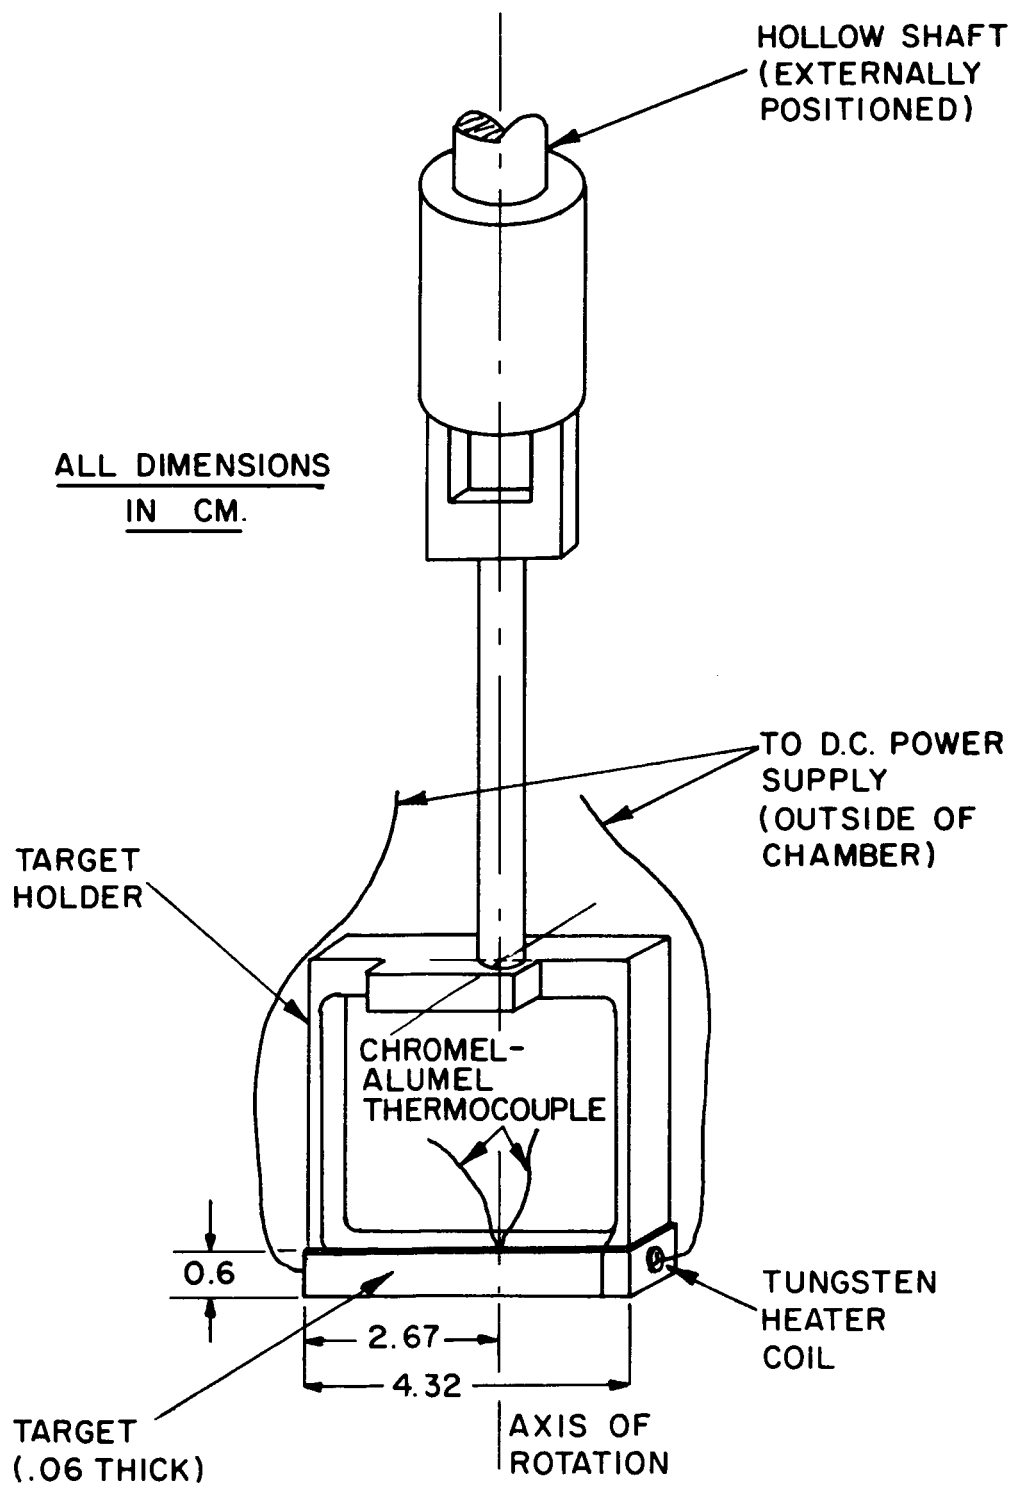 HOLLOW SHAFT
(EXTERNALLY
POSITIONED)
ALL DIMENSIONS
IN CM.
TO D.C. POWER
SUPPLY
(OUTSIDE OF
CHAMBER)
TARGET
HOLDER
CHROMEL-
ALUMEL
THERMOCOUPLE
0.6
2.67
4.32
TUNGSTEN
HEATER
COIL
TARGET
(.06 THICK)
AXIS OF
ROTATION